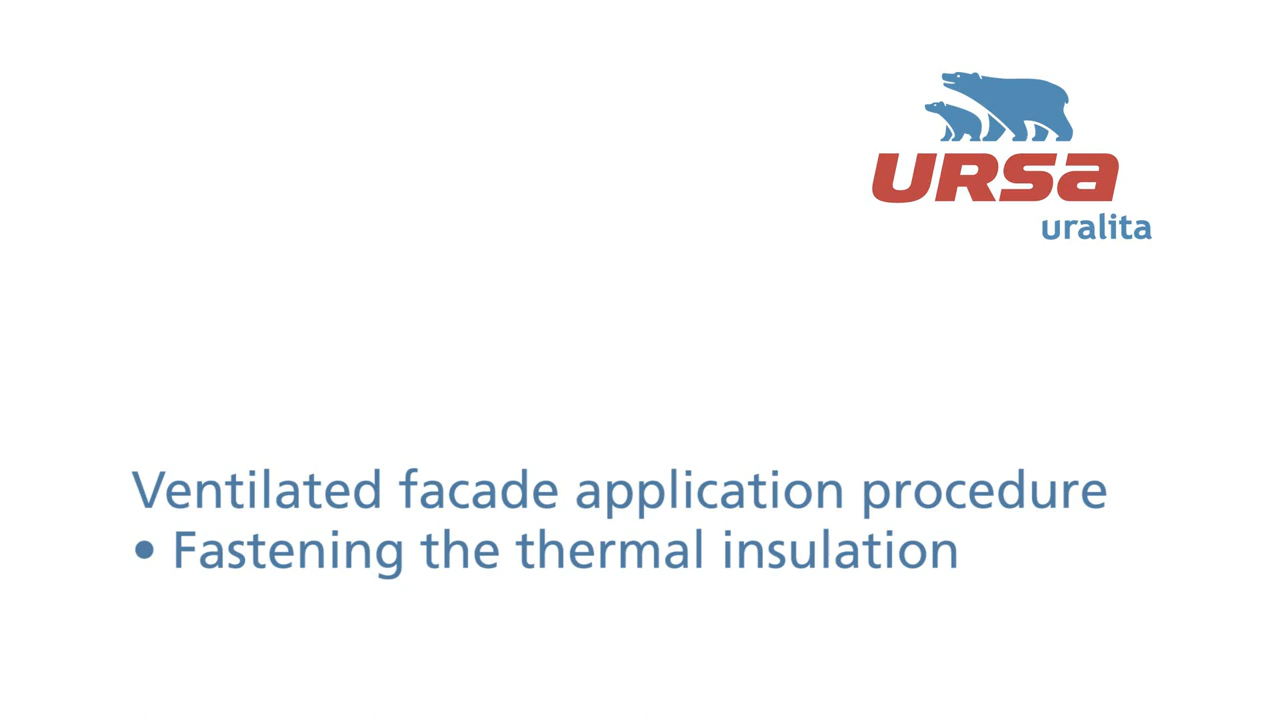 URSA
uralita
Ventilated facade application procedure
• Fastening the thermal insulation